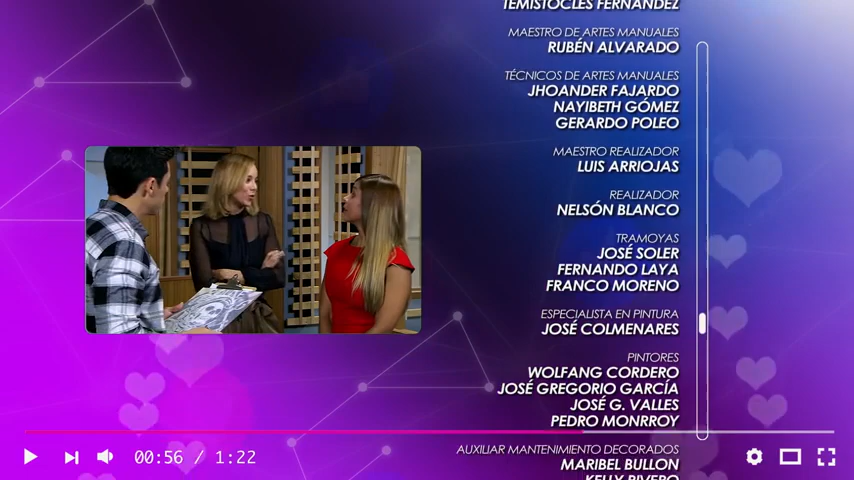 TEMÍSTOCLES FERNÁNDEZ
MAESTRO DE ARTES MANUALES
RUBÉN ALVARADO
TÉCNICOS DE ARTES MANUALES
JHOANDER FAJARDO
NAYIBETH GÓMEZ
GERARDO POLEO
MAESTRO REALIZADOR
LUIS ARRIOJAS
REALIZADOR
NELSÓN BLANCO
TRAMOYAS
JOSÉ SOLER
FERNANDO LAYA
FRANCO MORENO
ESPECIALISTA EN PINTURA
JOSÉ COLMENARES
PINTORES
WOLFANG CORDERO
JOSÉ GREGORIO GARCÍA
JOSÉ G. VALLES
PEDRO MONRROY
AUXILIAR MANTENIMIENTO DECORADOS
MARIBEL BULLON
KELLY RIVERO
00:56 / 1:22